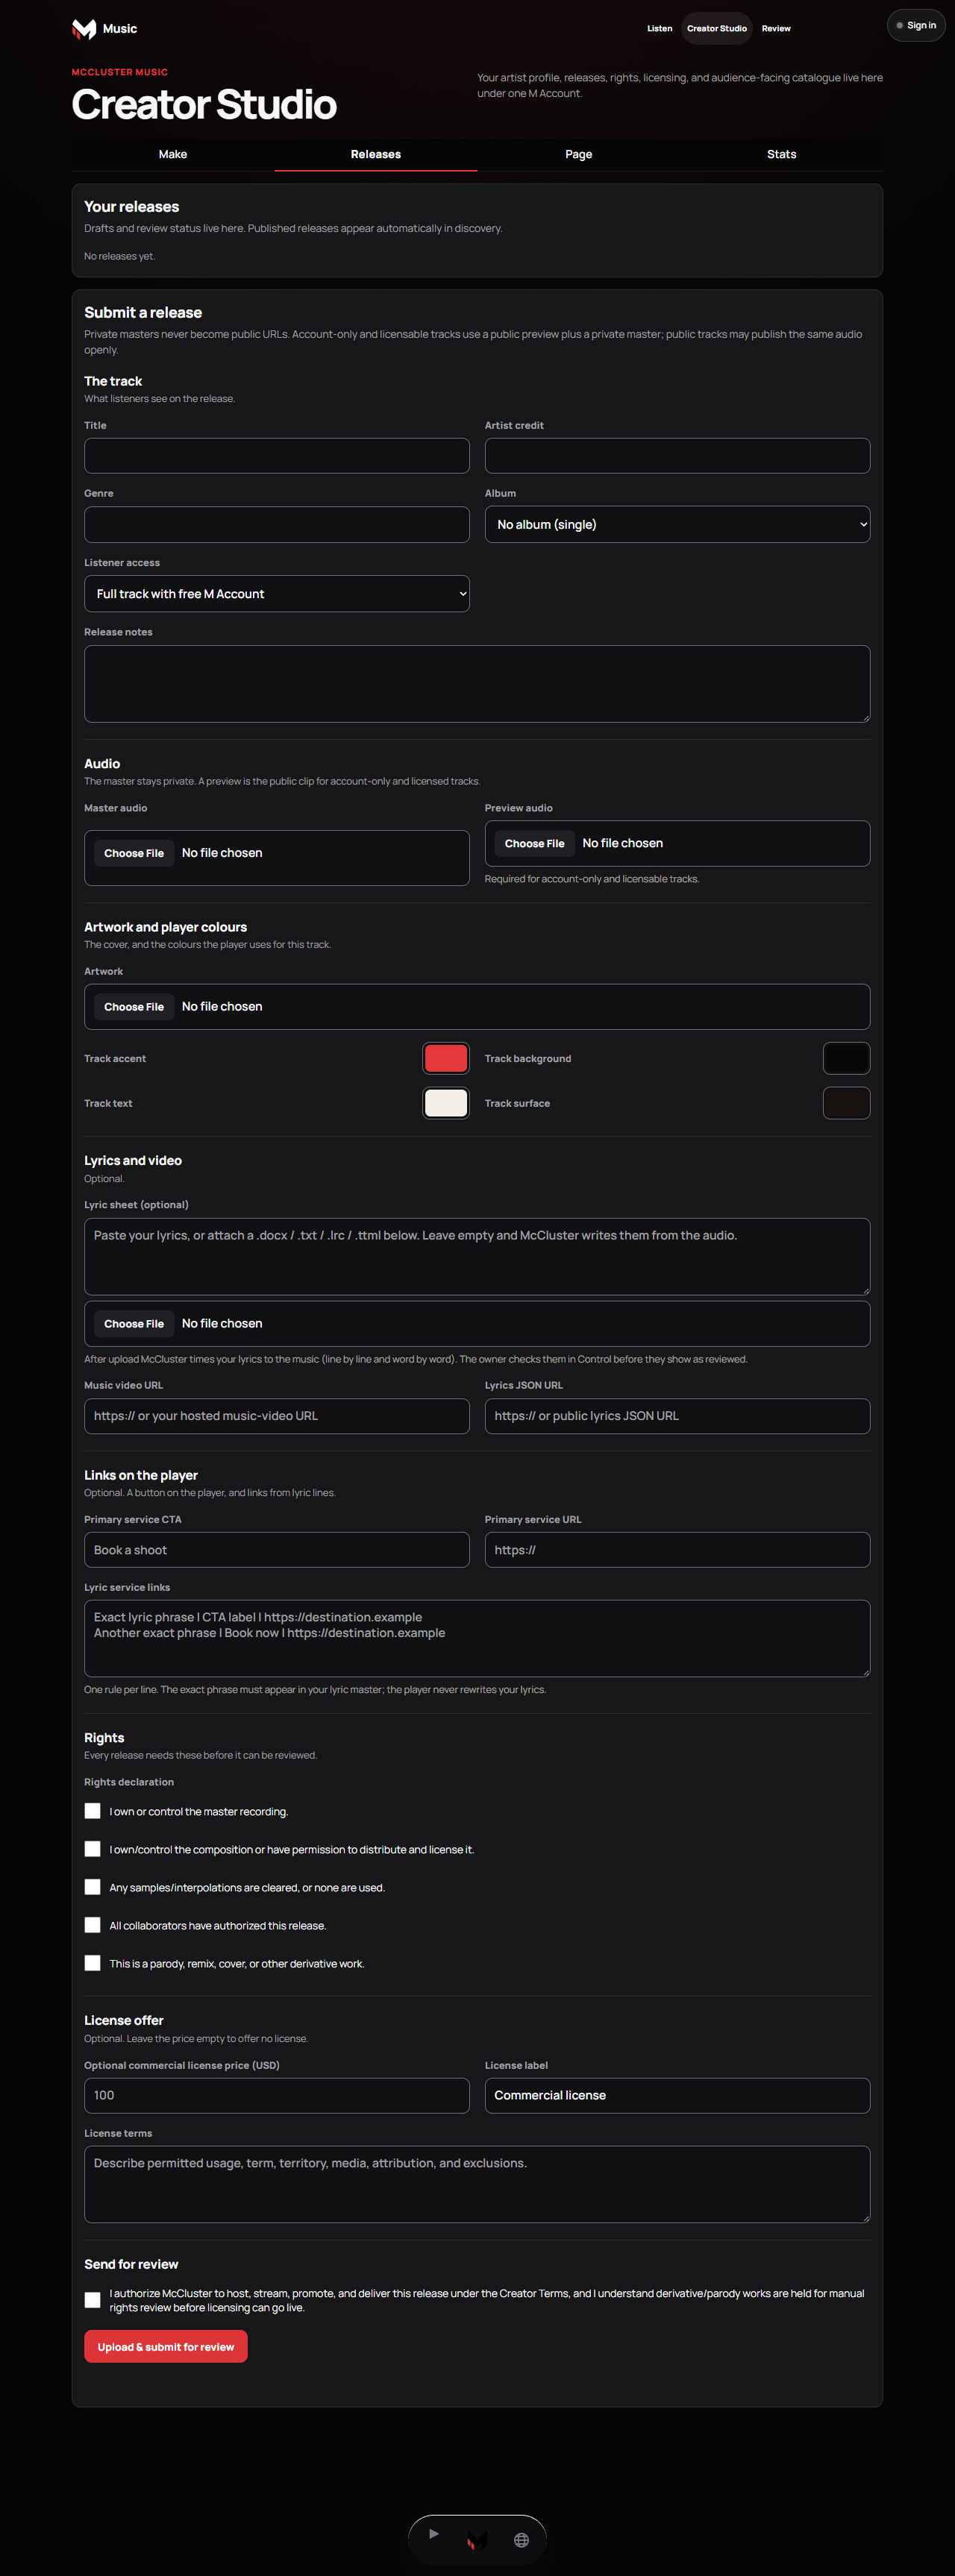 Music
Listen
Creator Studio
Review
Sign in
MCCLUSTER MUSIC
Creator Studio
Your artist profile, releases, rights, licensing, and audience-facing catalogue live here
under one M Account.
Make
Releases
Page
Stats
Your releases
Drafts and review status live here. Published releases appear automatically in discovery.
No releases yet.
Submit a release
Private masters never become public URLs. Account-only and licensable tracks use a public preview plus a private master; public tracks may publish the same audio
openly.
The track
What listeners see on the release.
Title
Artist credit
Genre
Album
No album (single)
Listener access
Full track with free M Account
Release notes
Audio
The master stays private. A preview is the public clip for account-only and licensed tracks.
Master audio
Preview audio
Choose File No file chosen
Choose File No file chosen
Required for account-only and licensable tracks.
Artwork and player colours
The cover, and the colours the player uses for this track.
Artwork
Choose File No file chosen
Track accent
Track background
Track text
Track surface
Lyrics and video
Optional.
Lyric sheet (optional)
Paste your lyrics, or attach a .docx / .txt / .lrc / .ttml below. Leave empty and McCluster writes them from the audio.
Choose File No file chosen
After upload McCluster times your lyrics to the music (line by line and word by word). The owner checks them in Control before they show as reviewed.
Music video URL
Lyrics JSON URL
https:// or your hosted music-video URL
https:// or public lyrics JSON URL
Links on the player
Optional. A button on the player, and links from lyric lines.
Primary service CTA
Primary service URL
Book a shoot
https://
Lyric service links
Exact lyric phrase | CTA label | https://destination.example
Another exact phrase | Book now | https://destination.example
One rule per line. The exact phrase must appear in your lyric master; the player never rewrites your lyrics.
Rights
Every release needs these before it can be reviewed.
Rights declaration
I own or control the master recording.
I own/control the composition or have permission to distribute and license it.
Any samples/interpolations are cleared, or none are used.
All collaborators have authorized this release.
This is a parody, remix, cover, or other derivative work.
License offer
Optional. Leave the price empty to offer no license.
Optional commercial license price (USD)
License label
100
Commercial license
License terms
Describe permitted usage, term, territory, media, attribution, and exclusions.
Send for review
I authorize McCluster to host, stream, promote, and deliver this release under the Creator Terms, and I understand derivative/parody works are held for manual
rights review before licensing can go live.
Upload & submit for review